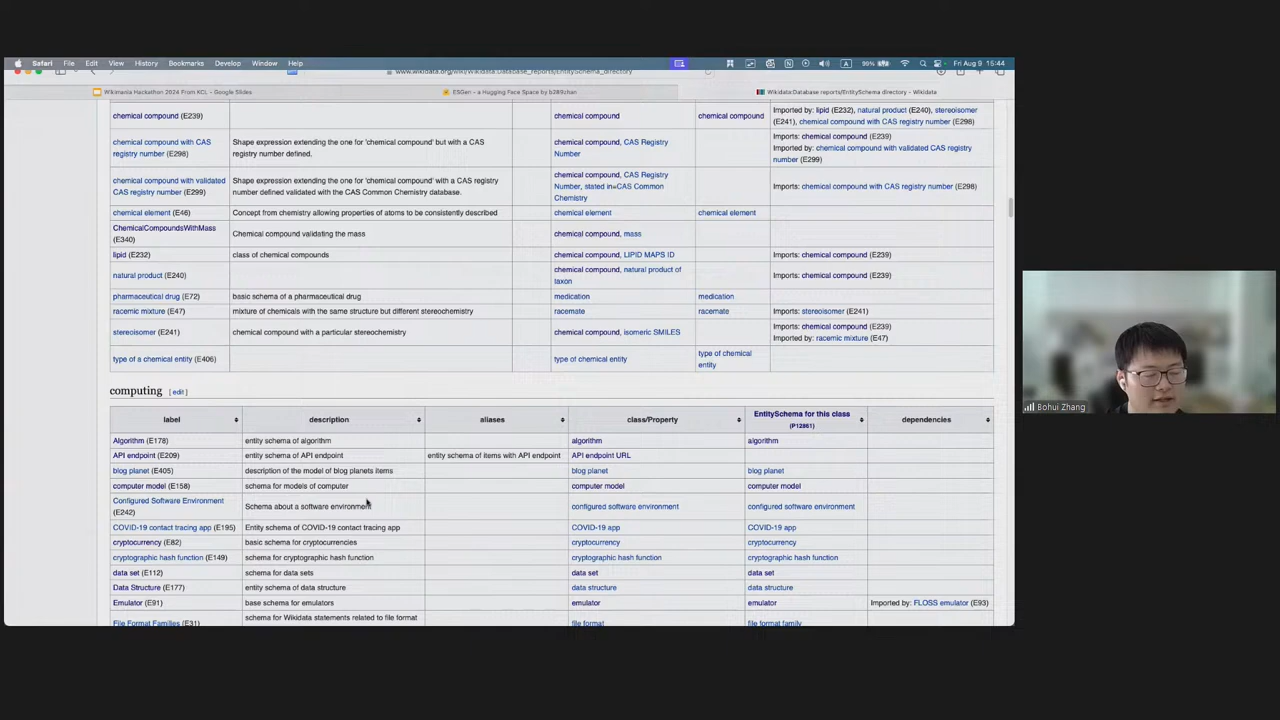 Safari File Edit View History Bookmarks Develop Window Help
99% Fri Aug 9 15:44
Wikimania Hackathon 2024 From KCL – Google Slides
ESGen - a Hugging Face Space by b289zhan
Wikidata:Database reports/EntitySchema directory - Wikidata
chemical compound (E239) chemical compound chemical compound Imported by: lipid (E232), natural product (E240), stereoisomer
(E241), chemical compound with CAS registry number (E298)
chemical compound with CAS
registry number (E298)
Shape expression extending the one for 'chemical compound' but with a CAS
registry number defined.
chemical compound, CAS Registry
Number
Imports: chemical compound (E239)
Imported by: chemical compound with validated CAS registry
number (E299)
chemical compound with validated
CAS registry number (E299)
Shape expression extending the one for 'chemical compound' with a CAS registry
number defined validated with the CAS Common Chemistry database.
chemical compound, CAS Registry
Number, stated in=CAS Common
Chemistry
Imports: chemical compound with CAS registry number (E298)
chemical element (E46) Concept from chemistry allowing properties of atoms to be consistently described chemical element chemical element
ChemicalCompoundsWithMass
(E340)
Chemical compound validating the mass chemical compound, mass
lipid (E232) class of chemical compounds chemical compound, LIPID MAPS ID Imports: chemical compound (E239)
natural product (E240)
chemical compound, natural product of
taxon
Imports: chemical compound (E239)
pharmaceutical drug (E72) basic schema of a pharmaceutical drug medication medication
racemic mixture (E47) mixture of chemicals with the same structure but different stereochemistry racemate racemate Imports: stereoisomer (E241)
stereoisomer (E241) chemical compound with a particular stereochemistry chemical compound, isomeric SMILES
Imports: chemical compound (E239)
Imported by: racemic mixture (E47)
type of a chemical entity (E406) type of chemical entity
type of chemical
entity
computing [ edit ]
label description aliases class/Property EntitySchema for this class
(P12861)
dependencies
Algorithm (E178) entity schema of algorithm algorithm algorithm
API endpoint (E209) entity schema of API endpoint entity schema of items with API endpoint API endpoint URL
blog planet (E405) description of the model of blog planets items blog planet blog planet
computer model (E158) schema for models of computer computer model computer model
Configured Software Environment
(E242)
Schema about a software environment configured software environment configured software environment
COVID-19 contact tracing app (E195) Entity schema of COVID-19 contact tracing app COVID-19 app COVID-19 app
cryptocurrency (E82) basic schema for cryptocurrencies cryptocurrency cryptocurrency
cryptographic hash function (E149) schema for cryptographic hash function cryptographic hash function cryptographic hash function
data set (E112) schema for data sets data set data set
Data Structure (E177) entity schema of data structure data structure data structure
Emulator (E91) base schema for emulators emulator emulator Imported by: FLOSS emulator (E93)
File Format Families (E31) schema for Wikidata statements related to file format file format file format family
Bohui Zhang